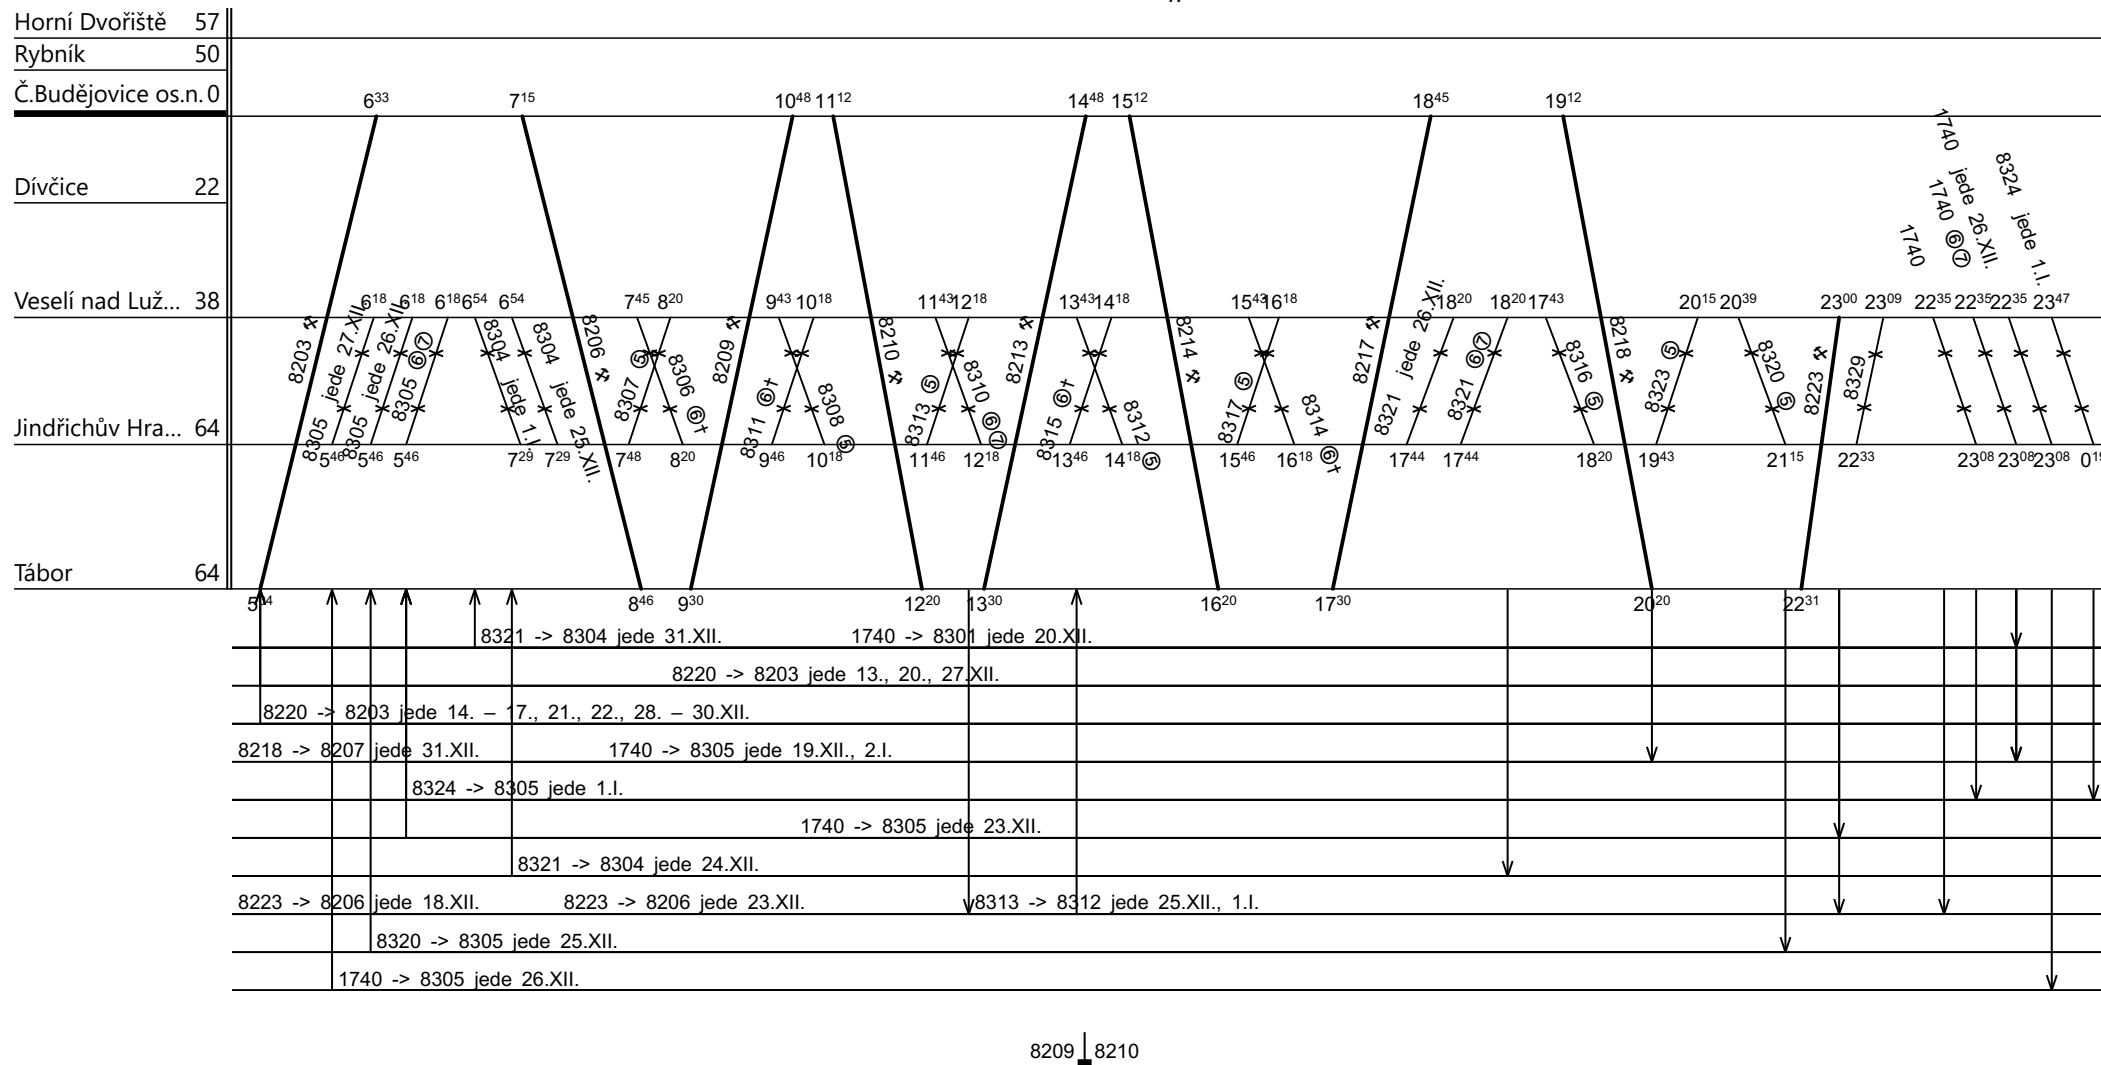 Horní Dvořiště 57
Rybník 50
Č.Budějovice os.n. 0
6³³ 7¹⁵ 10⁴⁸ 11¹² 14⁴⁸ 15¹² 18⁴⁵ 19¹²
1740 jede 26.XII.
1740 ⑥⑦
1740
8324 jede 1.I.
Dívčice 22
Veselí nad Luž... 38
6¹⁸ 6¹⁸ 6¹⁸ 6⁵⁴ 6⁵⁴ 7⁴⁵ 8²⁰ 9⁴³ 10¹⁸ 11⁴³ 12¹⁸ 13⁴³ 14¹⁸ 15⁴³ 16¹⁸ 18²⁰ 18²⁰ 17⁴³ 20¹⁵ 20³⁹ 23⁰⁰ 23⁰⁹ 22³⁵ 22³⁵ 22³⁵ 23⁴⁷
8203 ⚒
8305 jede 27.XII.
8305 jede 26.XII.
8305 ⑥⑦
8304 jede 1.I.
8304 jede 25.XII.
8206 ⚒
8307 ⑤
8306 ⑥†
8209 ⚒
8311 ⑥†
8308 ⑤
8210 ⚒
8313 ⑤
8310 ⑥⑦
8213 ⚒
8315 ⑥†
8312 ⑤
8214 ⚒
8317 ⑤
8314 ⑥†
8217 ⚒
8321 jede 26.XII.
8321 ⑥⑦
8316 ⑤
8218 ⚒
8323 ⑤
8320 ⑤
8223 ⚒
8329
Jindřichův Hra... 64
5⁴⁶ 5⁴⁶ 5⁴⁶ 7²⁹ 7²⁹ 7⁴⁸ 8²⁰ 9⁴⁶ 10¹⁸ 11⁴⁶ 12¹⁸ 13⁴⁶ 14¹⁸ 15⁴⁶ 16¹⁸ 17⁴⁴ 17⁴⁴ 18²⁰ 19⁴³ 21¹⁵ 22³³ 23⁰⁸ 23⁰⁸ 23⁰⁸ 0¹⁹
Tábor 64
8⁴⁶ 9³⁰ 12²⁰ 13³⁰ 16²⁰ 17³⁰ 20²⁰ 22³¹
8321 -> 8304 jede 31.XII. 1740 -> 8301 jede 20.XII.
8220 -> 8203 jede 13., 20., 27.XII.
8220 -> 8203 jede 14. – 17., 21., 22., 28. – 30.XII.
8218 -> 8207 jede 31.XII. 1740 -> 8305 jede 19.XII., 2.I.
8324 -> 8305 jede 1.I.
1740 -> 8305 jede 23.XII.
8321 -> 8304 jede 24.XII.
8223 -> 8206 jede 18.XII. 8223 -> 8206 jede 23.XII. 8313 -> 8312 jede 25.XII., 1.I.
8320 -> 8305 jede 25.XII.
1740 -> 8305 jede 26.XII.
8209 8210